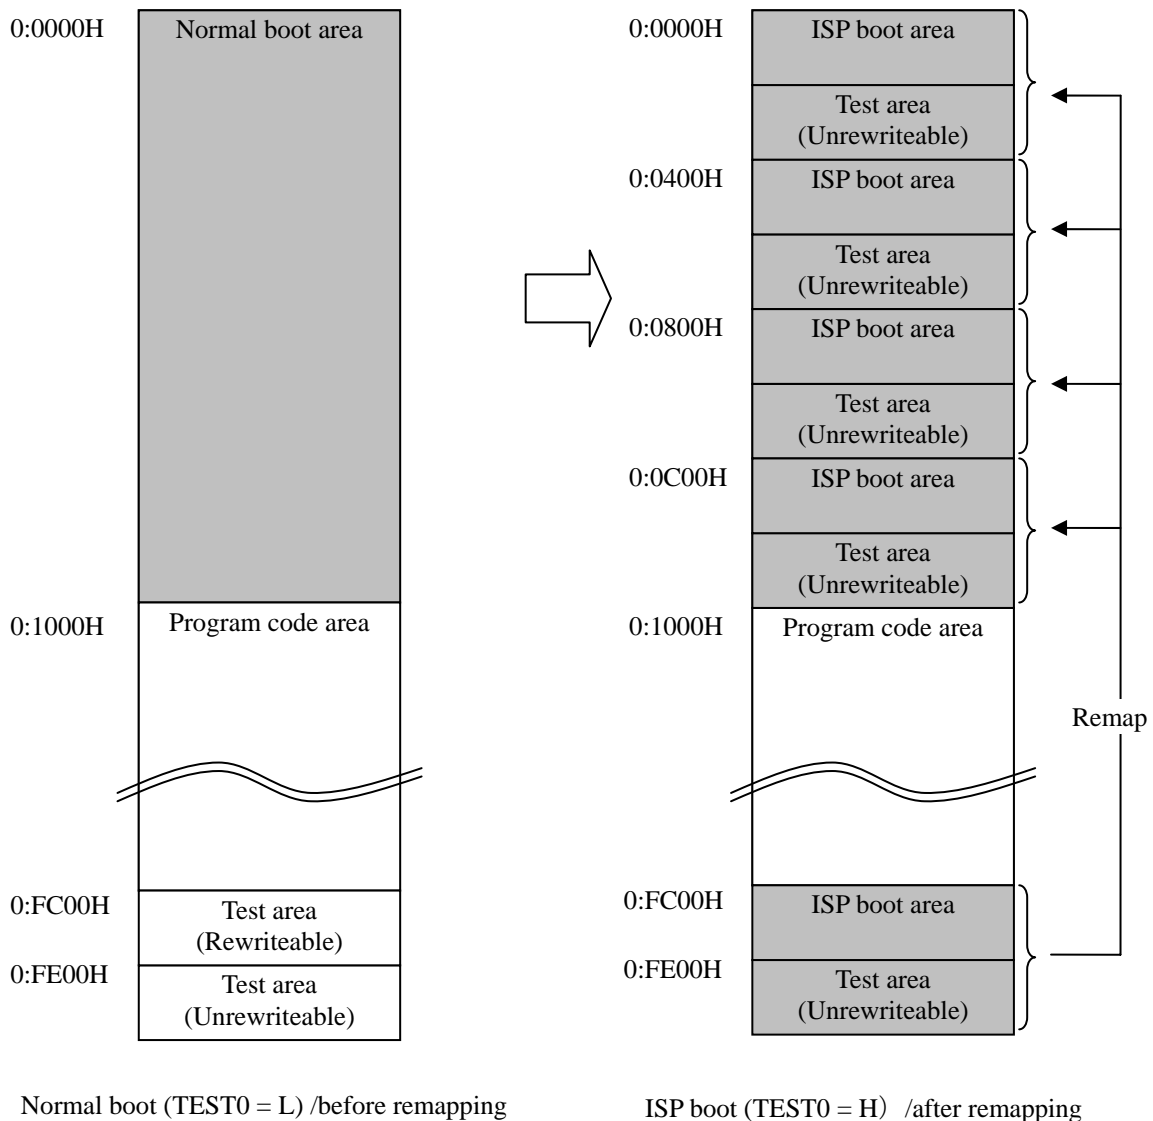 0:0000H
Normal boot area
0:1000H
Program code area
0:FC00H
Test area
(Rewriteable)
0:FE00H
Test area
(Unrewriteable)
Normal boot (TEST0 = L) /before remapping
0:0000H
ISP boot area
Test area
(Unrewriteable)
0:0400H
ISP boot area
Test area
(Unrewriteable)
0:0800H
ISP boot area
Test area
(Unrewriteable)
0:0C00H
ISP boot area
Test area
(Unrewriteable)
0:1000H
Program code area
Remap
0:FC00H
ISP boot area
0:FE00H
Test area
(Unrewriteable)
ISP boot (TEST0 = H） /after remapping